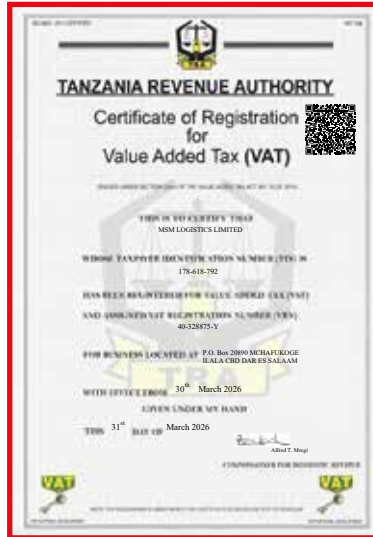 TRA
TANZANIA REVENUE AUTHORITY
Certificate of Registration
for
Value Added Tax (VAT)
THIS IS TO CERTIFY THAT
MSM LOGISTICS LIMITED
WHOSE TAXPAYER IDENTIFICATION NUMBER (TIN) IS
178-618-792
HAS BEEN REGISTERED FOR VALUE ADDED TAX (VAT)
AND ASSIGNED VAT REGISTRATION NUMBER (VRN)
40-328875-Y
FOR BUSINESS LOCATED AT P.O. Box 20890 MCHAFUKOGE
ILALA CBD DAR ES SALAAM
TRA
WITH EFFECT FROM 30th March 2026
GIVEN UNDER MY HAND
THIS 31st DAY OF March 2026
Alfred T. Mregi
COMMISSIONER FOR DOMESTIC REVENUE
VAT
VAT